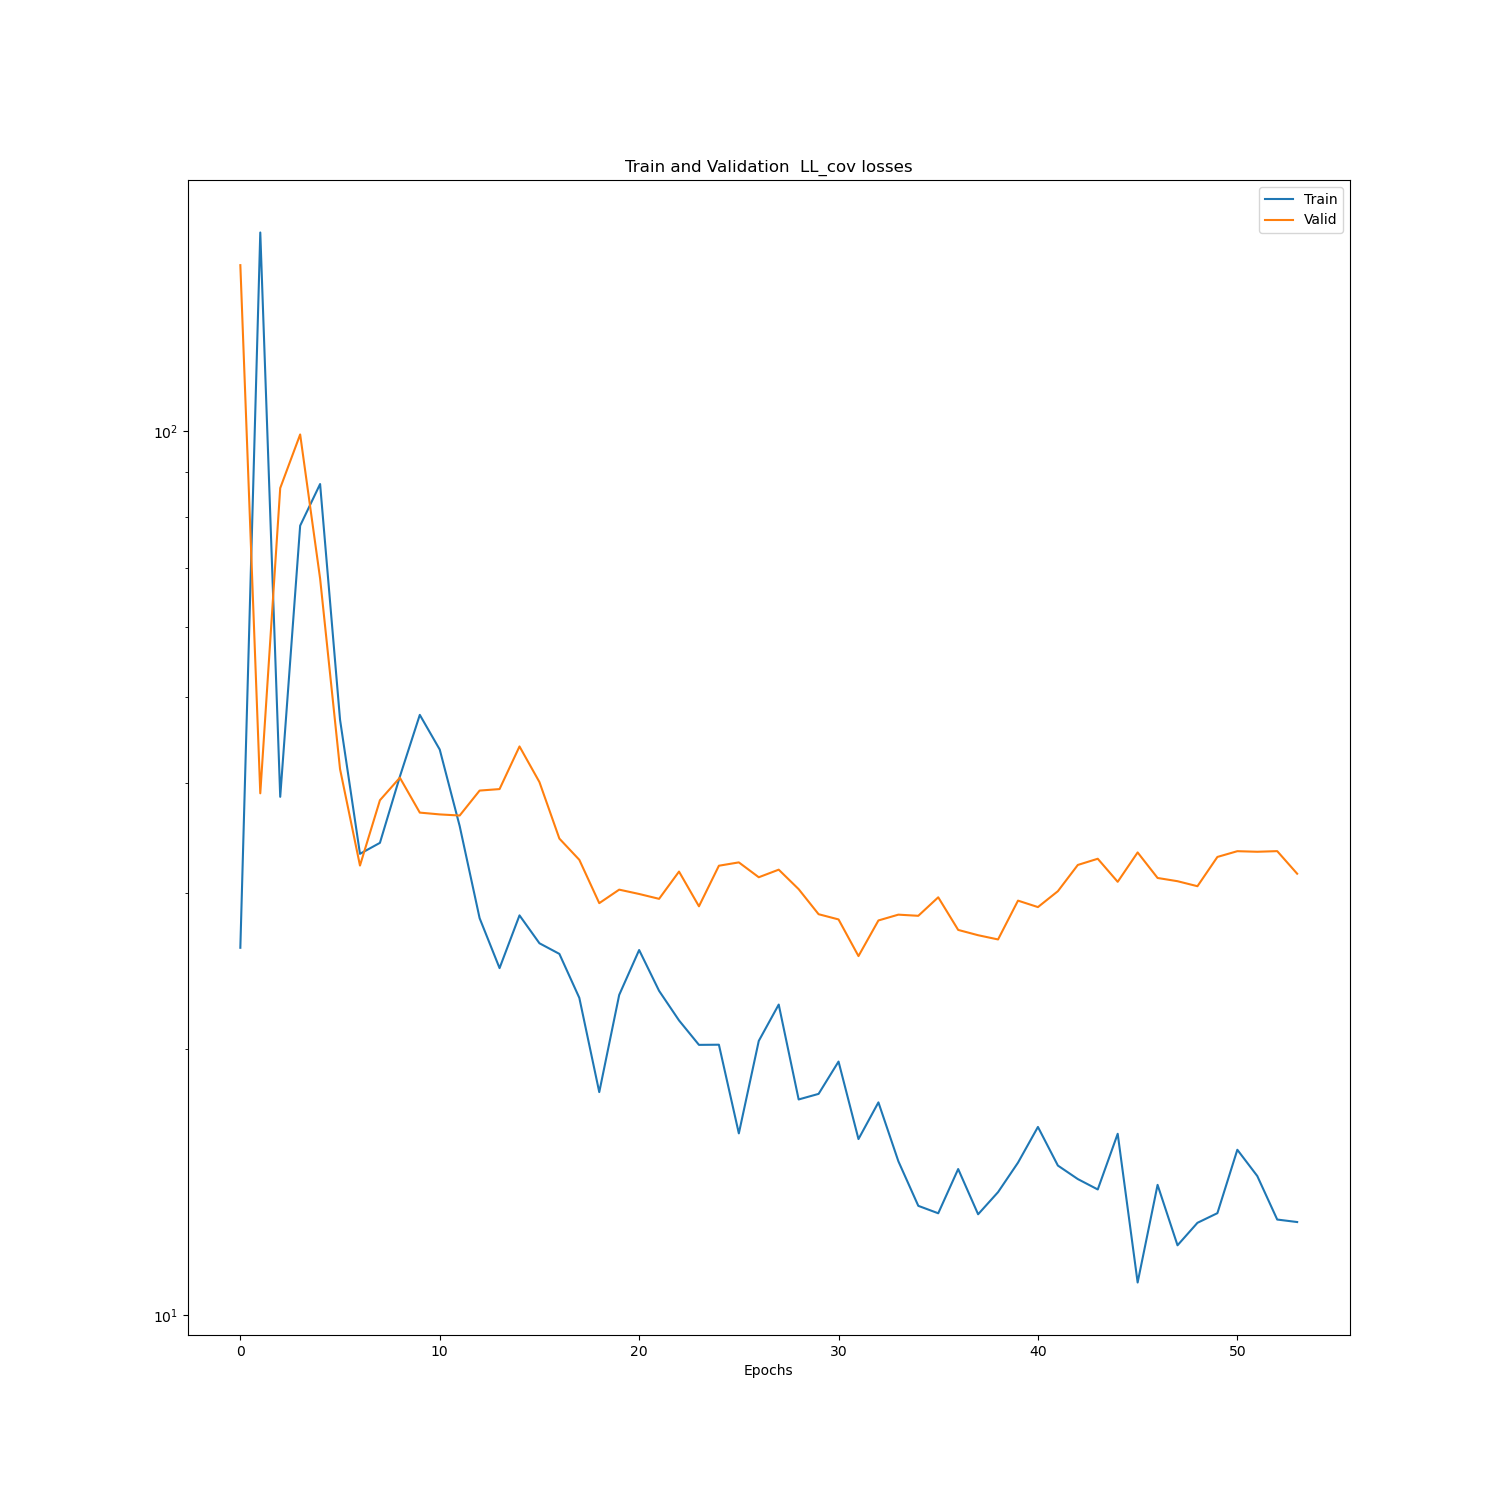 Train and Validation  LL_cov losses
Train
Valid
10²
10¹
0 10 20 30 40 50
Epochs